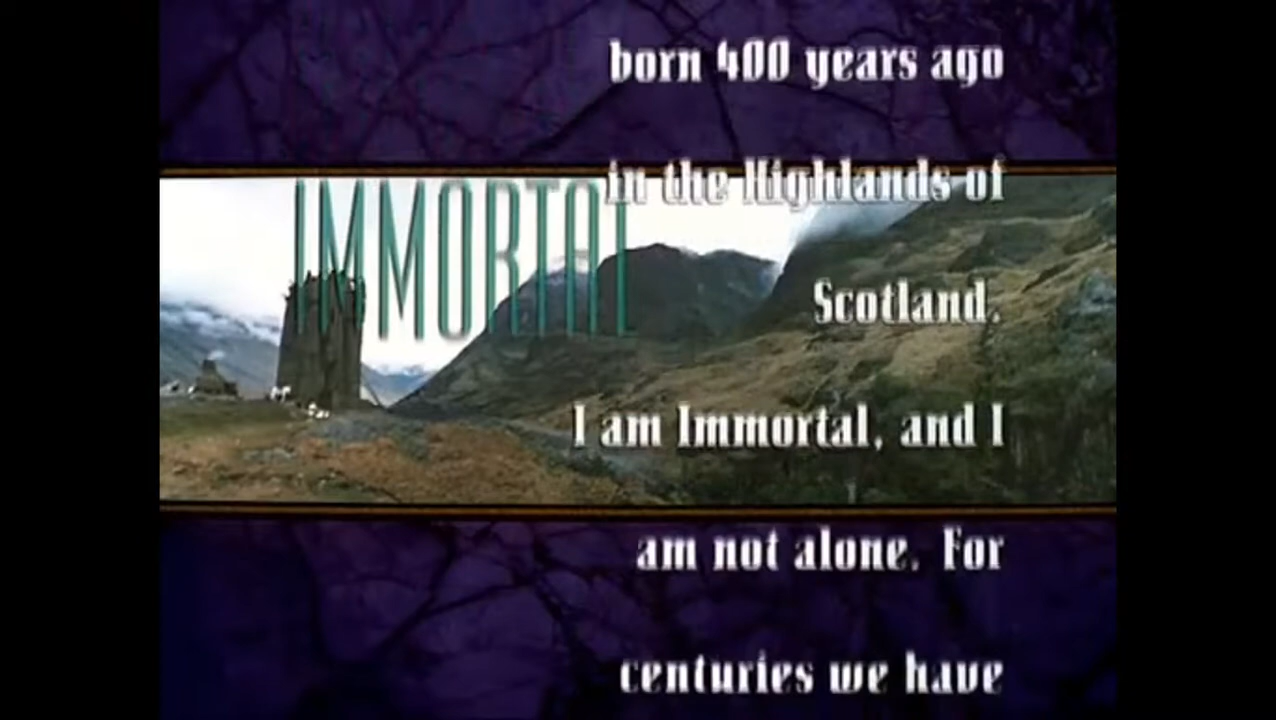 born 400 years ago
IMMORTAL
in the Highlands of
Scotland.
I am Immortal, and I
am not alone. For
centuries we have